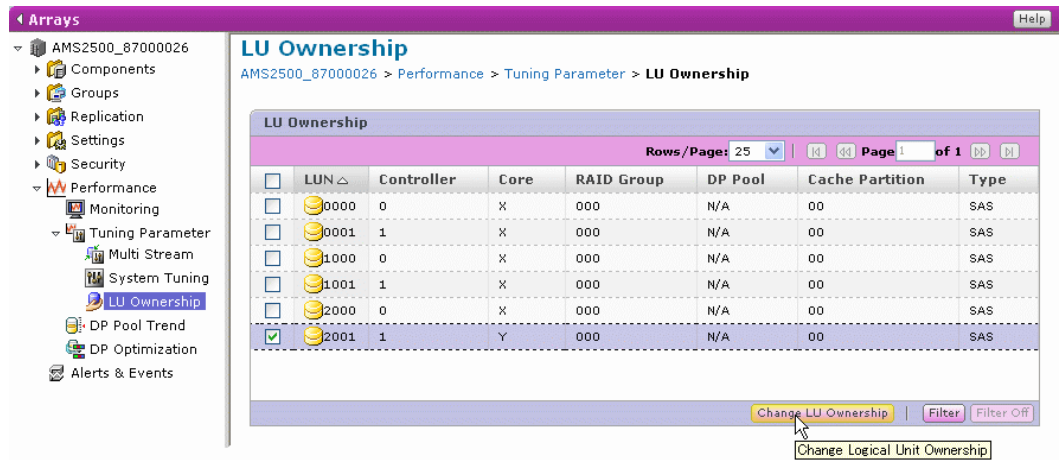 Arrays
Help
AMS2500_87000026
Components
Groups
Replication
Settings
Security
Performance
Monitoring
Tuning Parameter
Multi Stream
System Tuning
LU Ownership
DP Pool Trend
DP Optimization
Alerts & Events
LU Ownership
AMS2500_87000026 > Performance > Tuning Parameter > LU Ownership
LU Ownership
Rows/Page: 25 Page 1 of 1
LUN Controller Core RAID Group DP Pool Cache Partition Type
0000 0 X 000 N/A 00 SAS
0001 1 X 000 N/A 00 SAS
1000 0 X 000 N/A 00 SAS
1001 1 X 000 N/A 00 SAS
2000 0 X 000 N/A 00 SAS
2001 1 Y 000 N/A 00 SAS
Change LU Ownership | Filter Filter Off
Change Logical Unit Ownership